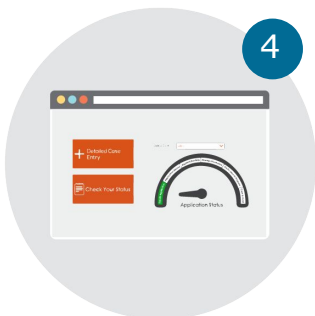 4
Detailed Case
Entry
Check Your Status
Application Status